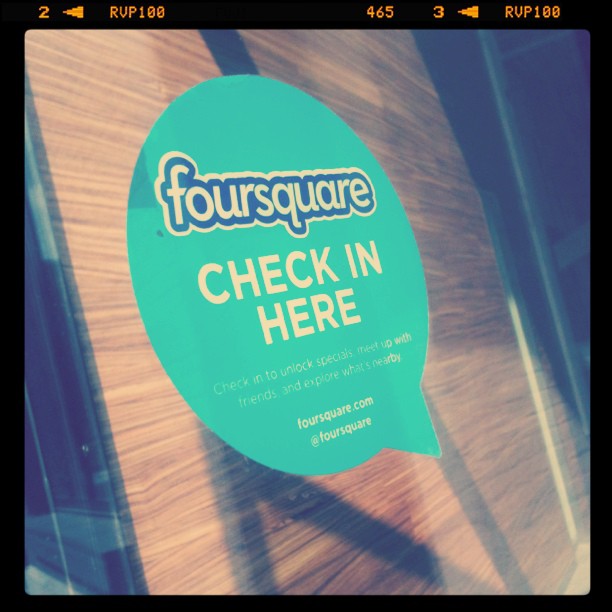 2 RVP100 465 3 RVP100
foursquare
CHECK IN
HERE
Check in to unlock specials, meet up with
friends, and explore what's nearby.
foursquare.com
@foursquare